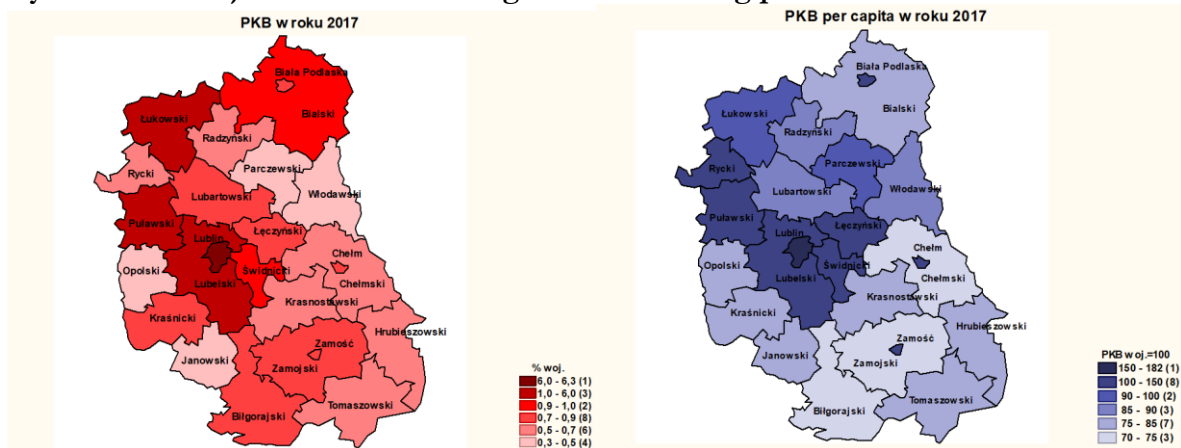 PKB w roku 2017
Biała Podlaska
Bialski
Łukowski
Radzyński
Parczewski
Rycki
Włodawski
Lubartowski
Puławski
Łęczyński
Lublin
Chełm
Opolski
Świdnicki
Lubelski
Chełmski
Krasnostawski
Kraśnicki
Hrubieszowski
Zamość
Janowski
Zamojski
Tomaszowski
Biłgorajski
% woj.
6,0 - 6,3 (1)
1,0 - 6,0 (3)
0,9 - 1,0 (2)
0,7 - 0,9 (8)
0,5 - 0,7 (6)
0,3 - 0,5 (4)
PKB per capita w roku 2017
Biała Podlaska
Bialski
Łukowski
Radzyński
Parczewski
Rycki
Włodawski
Lubartowski
Puławski
Łęczyński
Lublin
Chełm
Opolski
Świdnicki
Lubelski
Chełmski
Krasnostawski
Kraśnicki
Hrubieszowski
Zamość
Janowski
Zamojski
Tomaszowski
Biłgorajski
PKB woj.=100
150 - 182 (1)
100 - 150 (8)
90 - 100 (2)
85 - 90 (3)
75 - 85 (7)
70 - 75 (3)